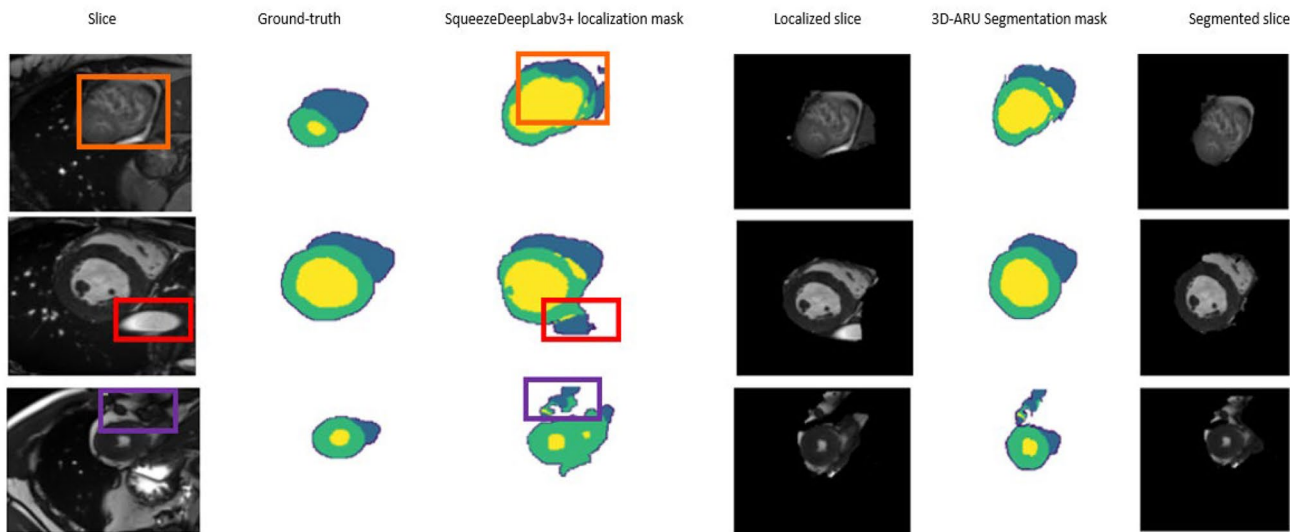 Slice
Ground-truth
SqueezeDeepLabv3+ localization mask
Localized slice
3D-ARU Segmentation mask
Segmented slice